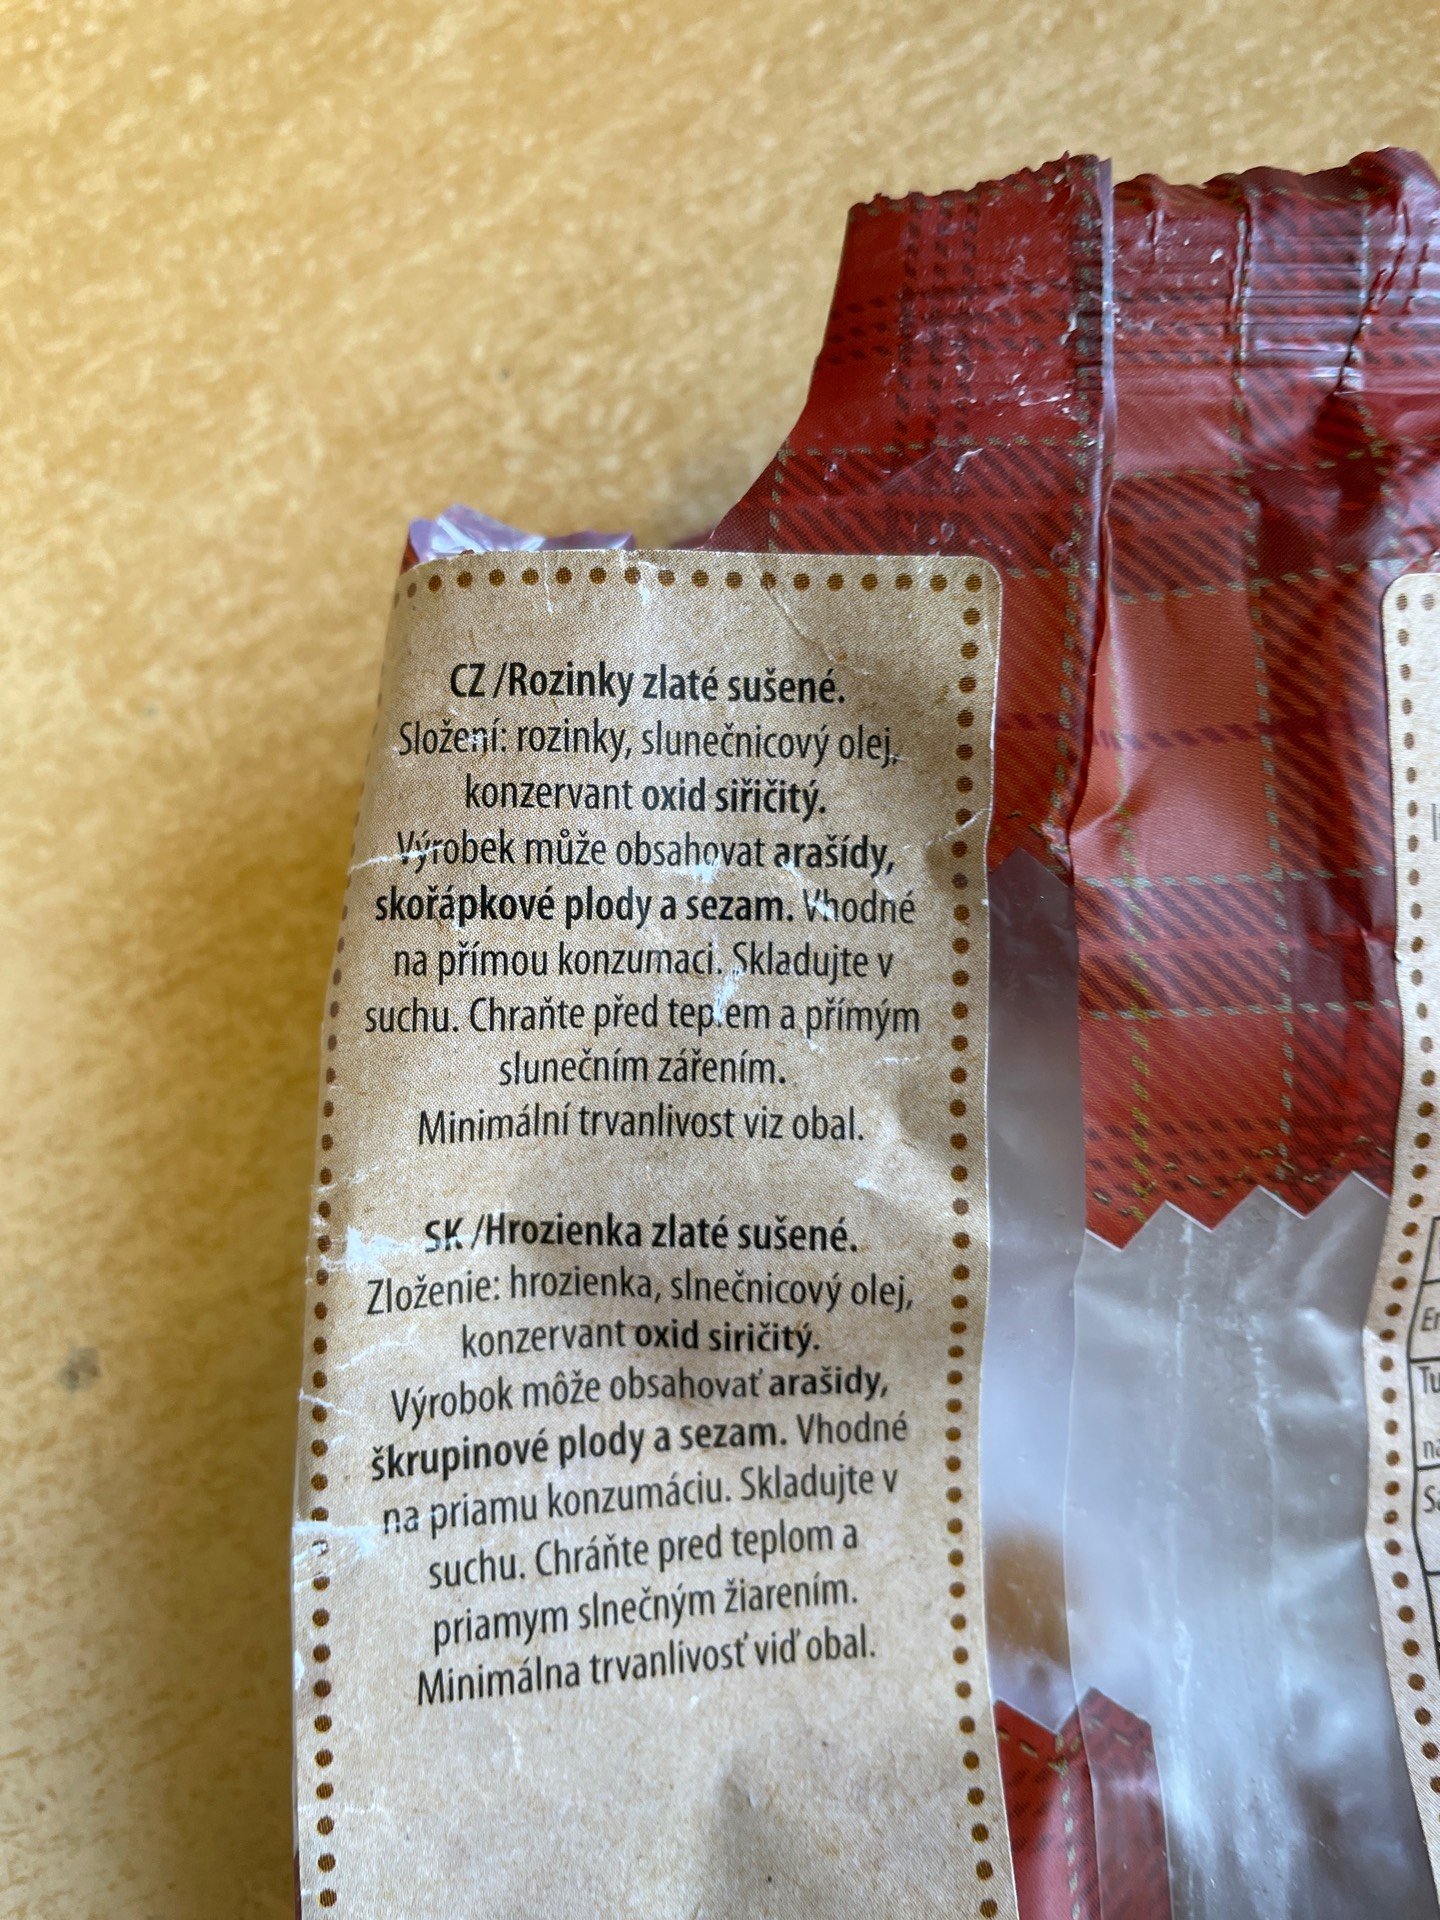 CZ /Rozinky zlaté sušené.
Složení: rozinky, slunečnicový olej,
konzervant oxid siřičitý.
Výrobek může obsahovat arašídy,
skořápkové plody a sezam. Vhodné
na přímou konzumaci. Skladujte v
suchu. Chraňte před teplem a přímým
slunečním zářením.
Minimální trvanlivost viz obal.
SK /Hrozienka zlaté sušené.
Zloženie: hrozienka, slnečnicový olej,
konzervant oxid siričitý.
Výrobok môže obsahovať arašidy,
škrupinové plody a sezam. Vhodné
na priamu konzumáciu. Skladujte v
suchu. Chráňte pred teplom a
priamym slnečným žiarením.
Minimálna trvanlivosť viď obal.